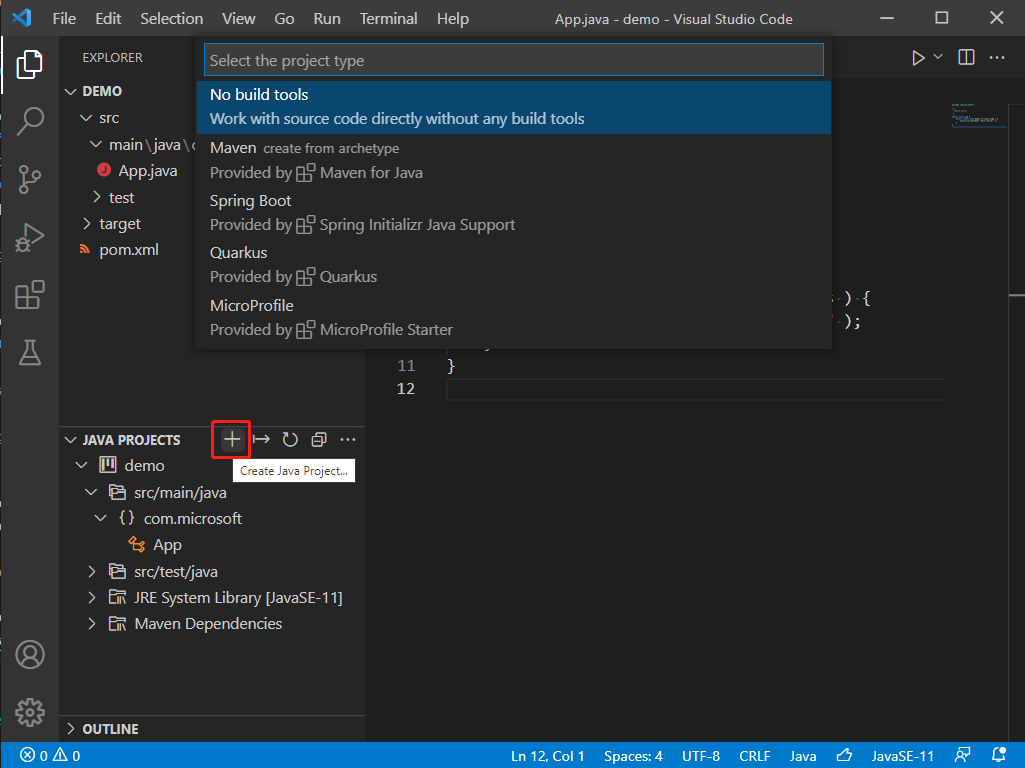 File Edit Selection View Go Run Terminal Help App.java - demo - Visual Studio Code
EXPLORER
Select the project type
No build tools
Work with source code directly without any build tools
Maven create from archetype
Provided by Maven for Java
Spring Boot
Provided by Spring Initializr Java Support
Quarkus
Provided by Quarkus
MicroProfile
Provided by MicroProfile Starter
DEMO
src
main\java\c
J App.java
test
target
pom.xml
) {
);
11 }
12
JAVA PROJECTS
Create Java Project...
demo
src/main/java
{} com.microsoft
App
src/test/java
JRE System Library [JavaSE-11]
Maven Dependencies
OUTLINE
0 0 Ln 12, Col 1 Spaces: 4 UTF-8 CRLF Java JavaSE-11